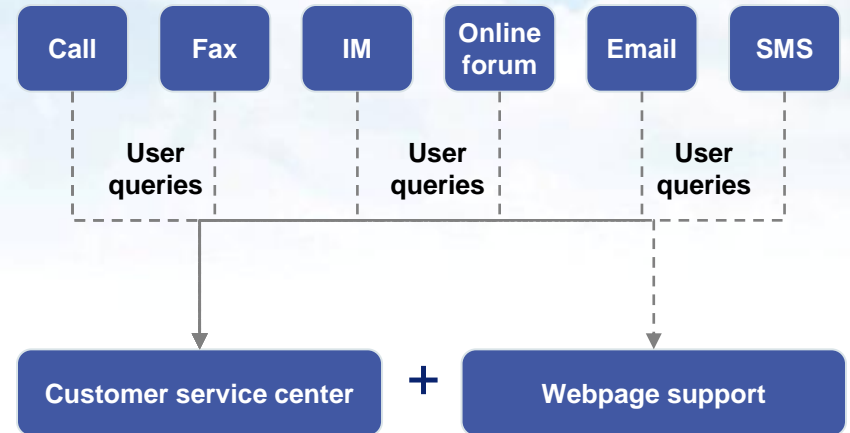 Call
Fax
IM
Online
forum
Email
SMS
User
queries
User
queries
User
queries
Customer service center
+
Webpage support